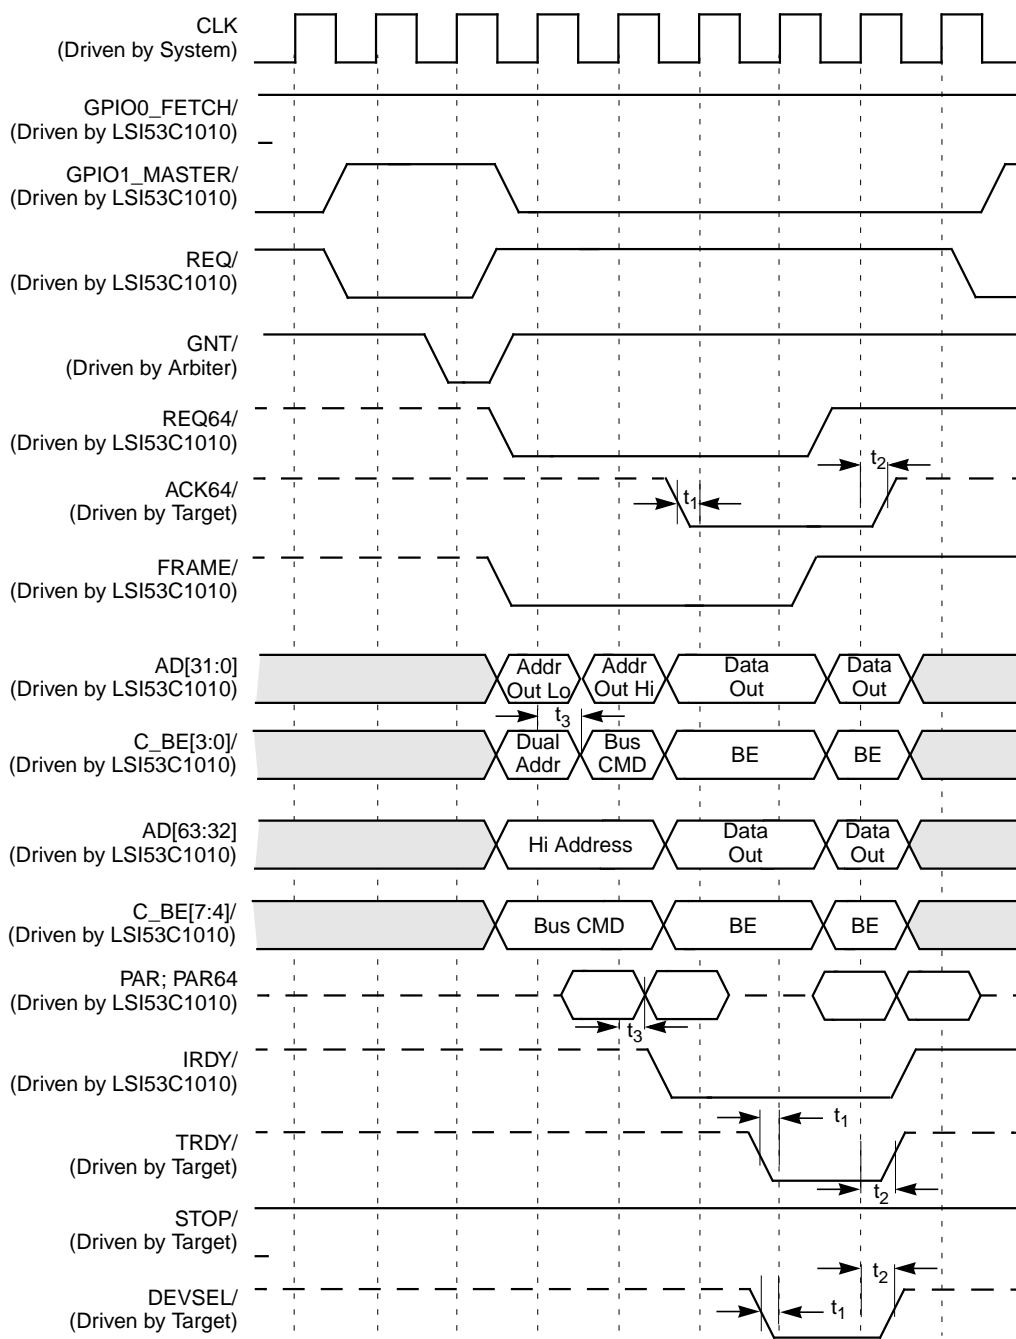 CLK
(Driven by System)
GPIO0_FETCH/
(Driven by LSI53C1010)
GPIO1_MASTER/
(Driven by LSI53C1010)
REQ/
(Driven by LSI53C1010)
GNT/
(Driven by Arbiter)
REQ64/
(Driven by LSI53C1010)
t2
ACK64/
(Driven by Target)
t1
FRAME/
(Driven by LSI53C1010)
AD[31:0]
(Driven by LSI53C1010)
Addr
Out Lo
Addr
Out Hi
Data
Out
Data
Out
t3
C_BE[3:0]/
(Driven by LSI53C1010)
Dual
Addr
Bus
CMD
BE
BE
AD[63:32]
(Driven by LSI53C1010)
Hi Address
Data
Out
Data
Out
C_BE[7:4]/
(Driven by LSI53C1010)
Bus CMD
BE
BE
PAR; PAR64
(Driven by LSI53C1010)
t3
IRDY/
(Driven by LSI53C1010)
t1
TRDY/
(Driven by Target)
t2
STOP/
(Driven by Target)
t2
DEVSEL/
(Driven by Target)
t1